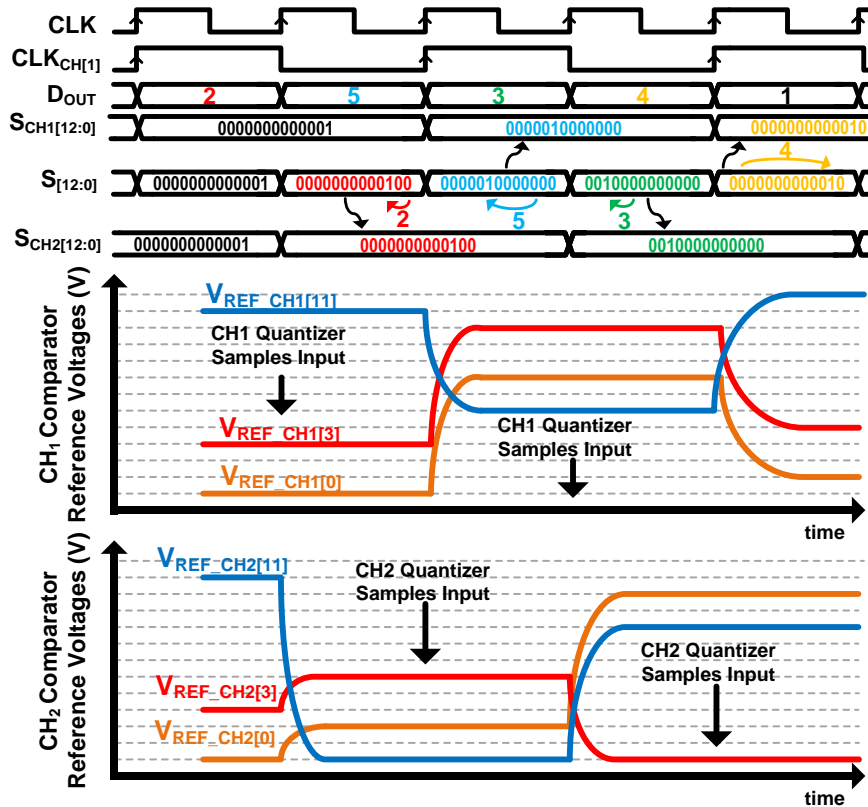 CLK
CLKCH[1]
DOUT 2 5 3 4 1
SCH1[12:0] 0000000000001 0000010000000 0000000000010
4
S[12:0] 0000000000001 0000000000100 0000010000000 0010000000000 0000000000010
2 5 3
SCH2[12:0] 0000000000001 0000000000100 0010000000000
CH1 Comparator
Reference Voltages (V)
VREF_CH1[11]
CH1 Quantizer
Samples Input
VREF_CH1[3]
CH1 Quantizer
Samples Input
VREF_CH1[0]
time
CH2 Comparator
Reference Voltages (V)
VREF_CH2[11]
CH2 Quantizer
Samples Input
CH2 Quantizer
Samples Input
VREF_CH2[3]
VREF_CH2[0]
time